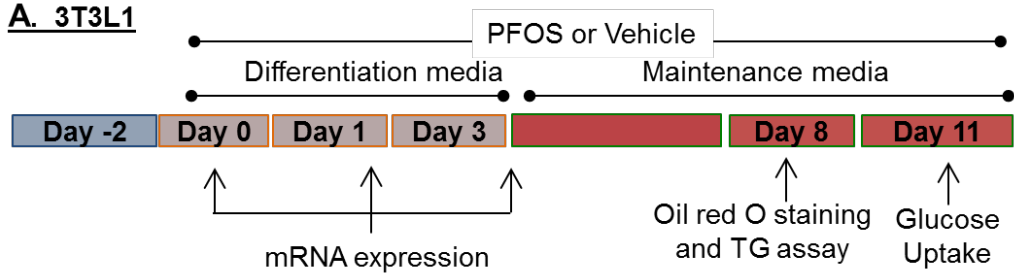 A. 3T3L1
PFOS or Vehicle
Differentiation media
Maintenance media
Day -2
Day 0
Day 1
Day 3
Day 8
Day 11
mRNA expression
Oil red O staining
and TG assay
Glucose
Uptake